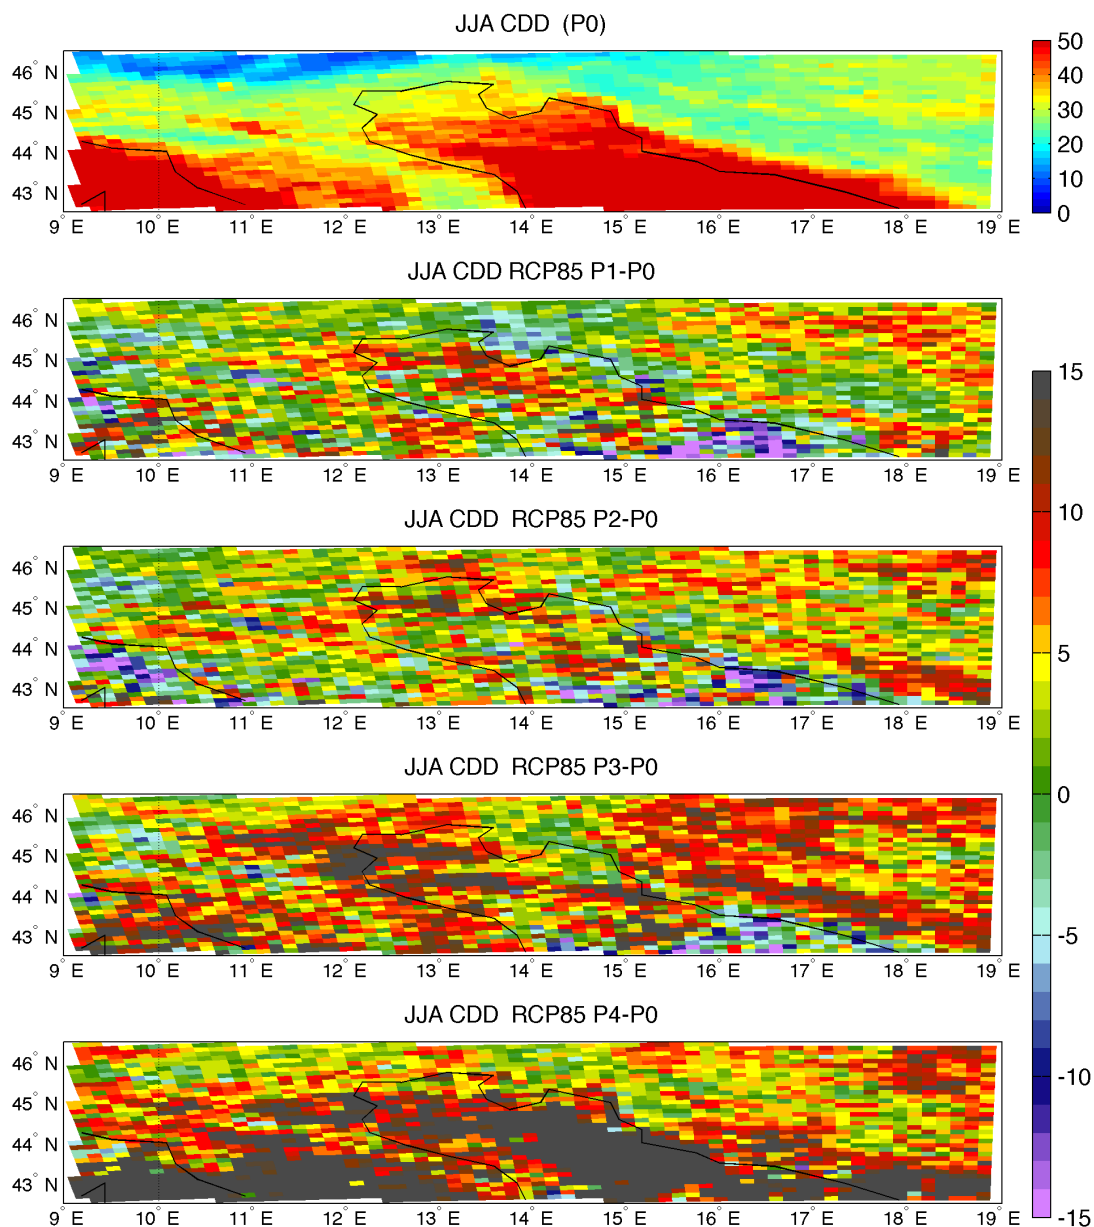 JJA CDD (P0)
46° N
45° N
44° N
43° N
9° E 10° E 11° E 12° E 13° E 14° E 15° E 16° E 17° E 18° E 19° E
50
40
30
20
10
0
JJA CDD RCP85 P1-P0
46° N
45° N
44° N
43° N
9° E 10° E 11° E 12° E 13° E 14° E 15° E 16° E 17° E 18° E 19° E
JJA CDD RCP85 P2-P0
46° N
45° N
44° N
43° N
9° E 10° E 11° E 12° E 13° E 14° E 15° E 16° E 17° E 18° E 19° E
JJA CDD RCP85 P3-P0
46° N
45° N
44° N
43° N
9° E 10° E 11° E 12° E 13° E 14° E 15° E 16° E 17° E 18° E 19° E
JJA CDD RCP85 P4-P0
46° N
45° N
44° N
43° N
9° E 10° E 11° E 12° E 13° E 14° E 15° E 16° E 17° E 18° E 19° E
15
10
5
0
-5
-10
-15